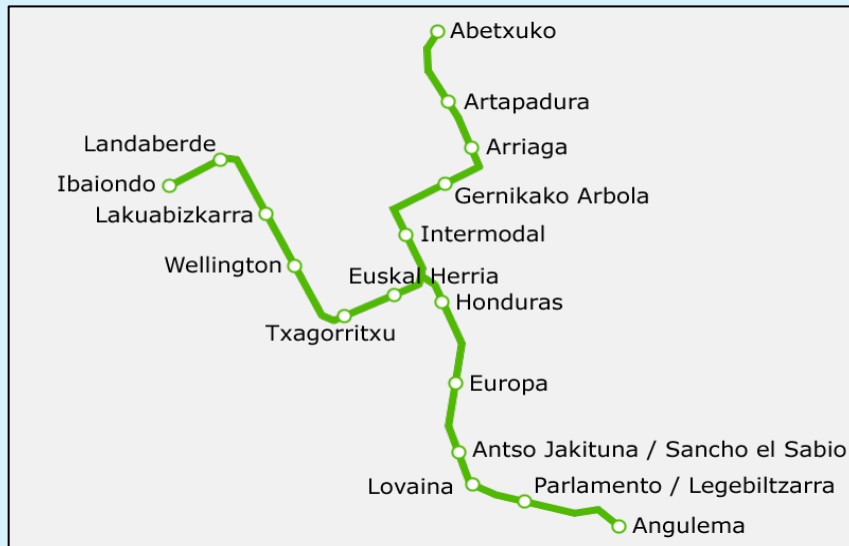 Abetxuko
Artapadura
Landaberde
Arriaga
Ibaiondo
Gernikako Arbola
Lakuabizkarra
Intermodal
Wellington
Euskal Herria
Honduras
Txagorritxu
Europa
Antso Jakituna / Sancho el Sabio
Lovaina
Parlamento / Legebiltzarra
Angulema